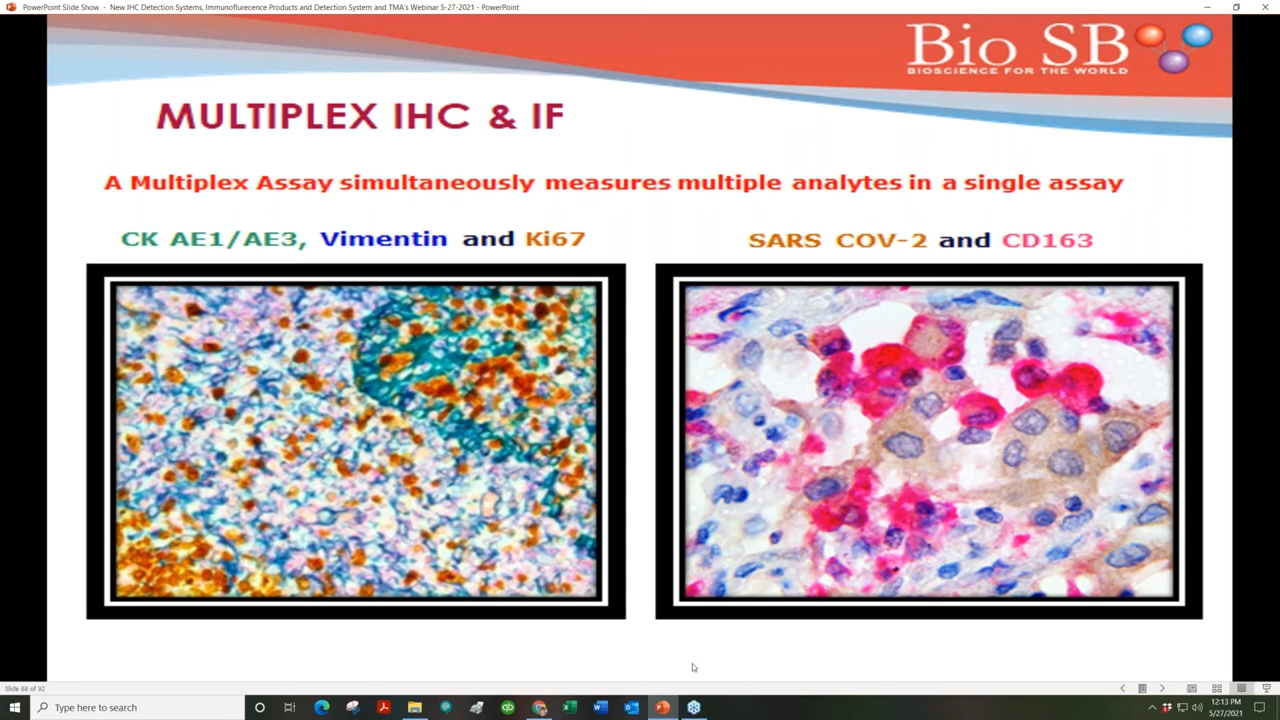 PowerPoint Slide Show - New IHC Detection Systems, Immunoflurecence Products and Detection System and TMA's Webinar 5-27-2021 - PowerPoint
Bio SB
BIOSCIENCE FOR THE WORLD
MULTIPLEX IHC & IF
A Multiplex Assay simultaneously measures multiple analytes in a single assay
CK AE1/AE3, Vimentin and Ki67
SARS COV-2 and CD163
Slide 88 of 92
Type here to search
12:13 PM
5/27/2021